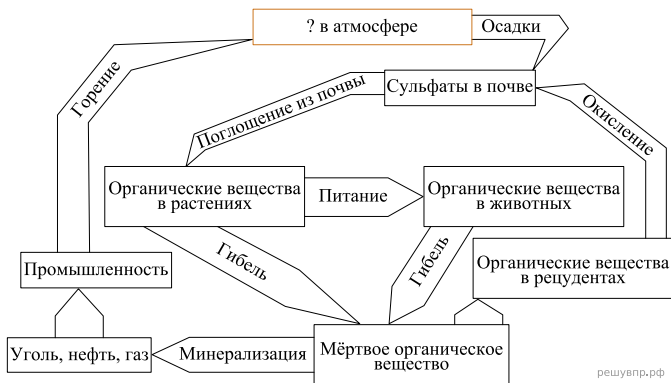 ? в атмосфере
Осадки
Горение
Сульфаты в почве
Поглощение из почвы
Окисление
Органические вещества
в растениях
Питание
Органические вещества
в животных
Гибель
Гибель
Промышленность
Органические вещества
в рецудентах
Уголь, нефть, газ
Минерализация
Мёртвое органическое
вещество
решувпр.рф